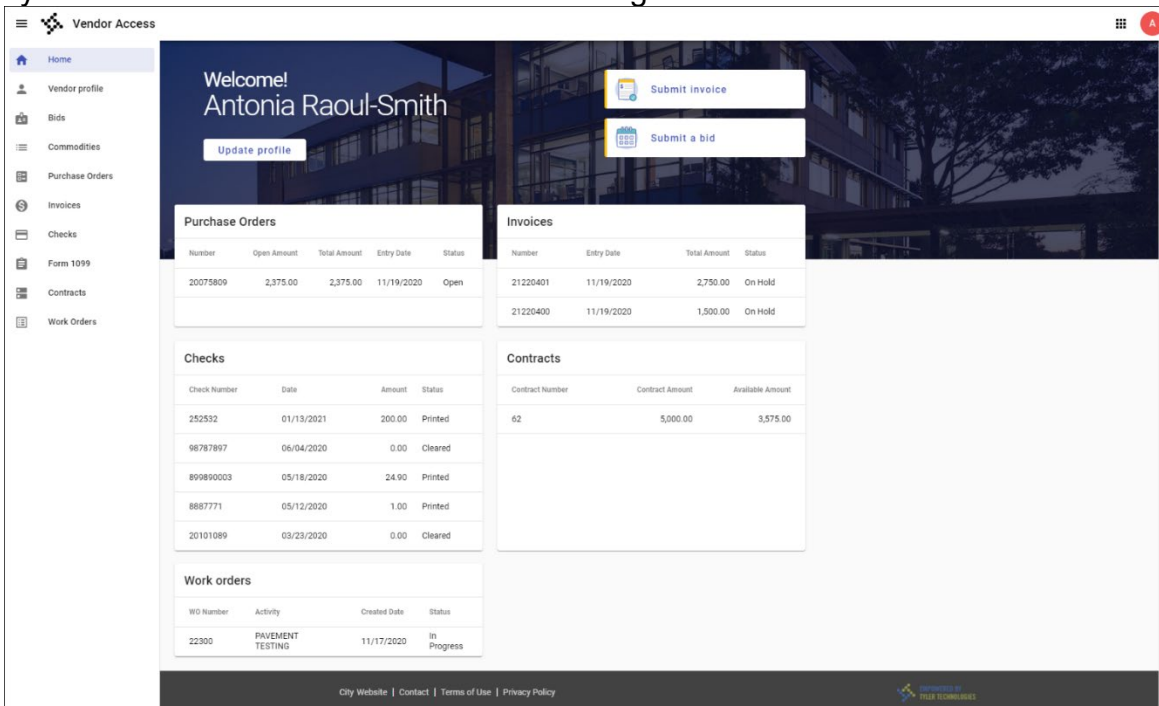 Vendor Access
A
Home
Vendor profile
Bids
Commodities
Purchase Orders
Invoices
Checks
Form 1099
Contracts
Work Orders
Welcome!
Antonia Raoul-Smith
Update profile
Submit invoice
Submit a bid
Purchase Orders
Number Open Amount Total Amount Entry Date Status
20075809 2,375.00 2,375.00 11/19/2020 Open
Invoices
Number Entry Date Total Amount Status
21220401 11/19/2020 2,750.00 On Hold
21220400 11/19/2020 1,500.00 On Hold
Checks
Check Number Date Amount Status
252532 01/13/2021 200.00 Printed
98787897 06/04/2020 0.00 Cleared
899890003 05/18/2020 24.90 Printed
8887771 05/12/2020 1.00 Printed
20101089 03/23/2020 0.00 Cleared
Contracts
Contract Number Contract Amount Available Amount
62 5,000.00 3,575.00
Work orders
WO Number Activity Created Date Status
22300 PAVEMENT TESTING 11/17/2020 In Progress
City Website | Contact | Terms of Use | Privacy Policy
EMPOWERED BY
TYLER TECHNOLOGIES